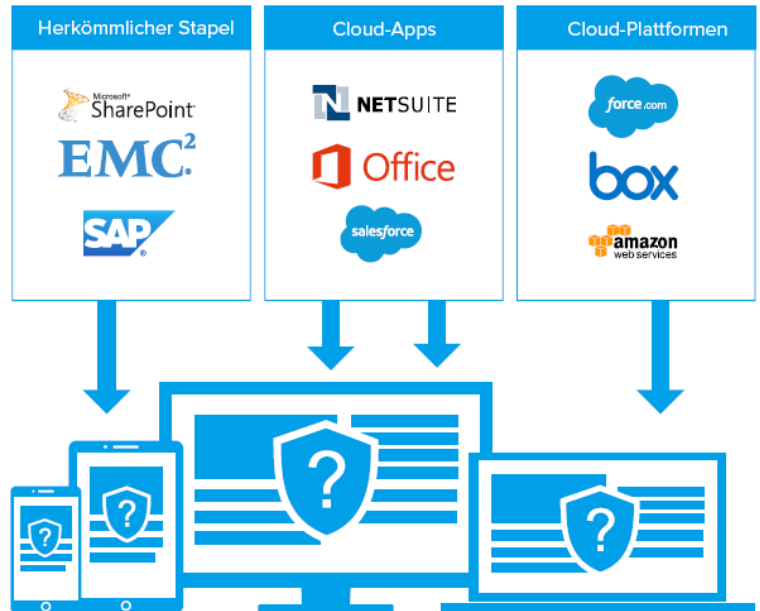 Herkömmlicher Stapel
Cloud-Apps
Cloud-Plattformen
Microsoft®
SharePoint
EMC²
SAP®
N NETSUITE
Office
salesforce
force.com
box
amazon
web services
?
?
?
?